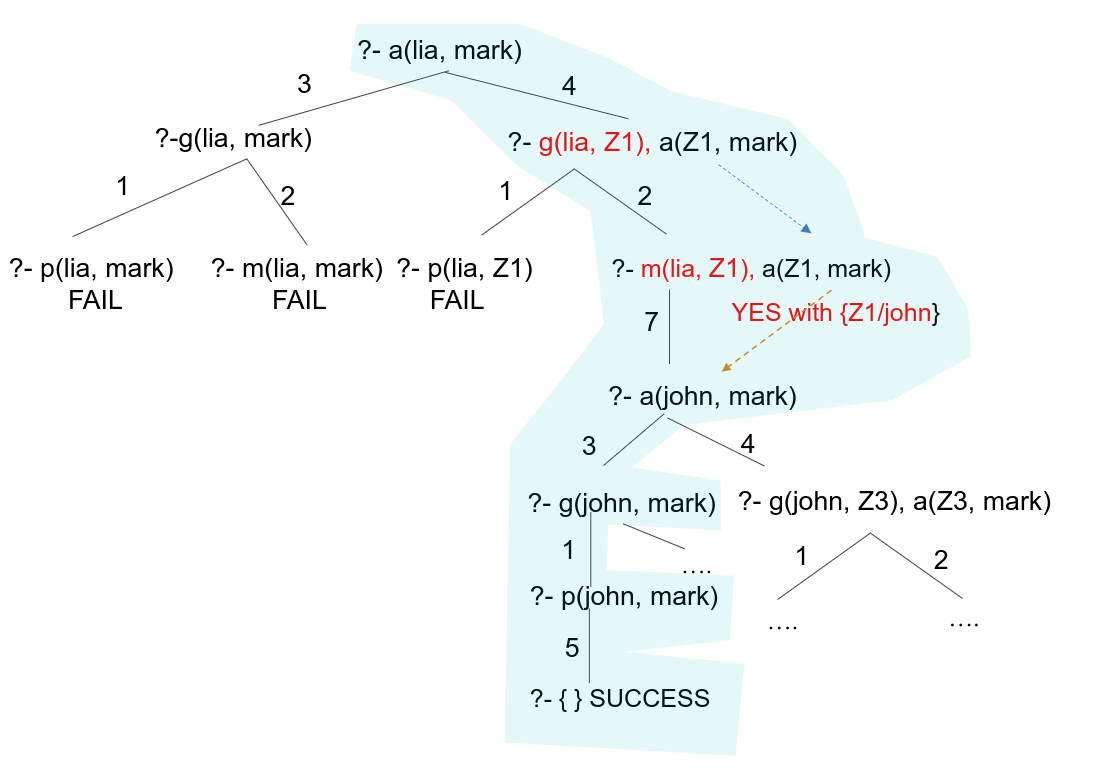 ?- a(lia, mark)
3
4
?-g(lia, mark)
?- g(lia, Z1), a(Z1, mark)
1
2
1
2
?- p(lia, mark)
FAIL
?- m(lia, mark)
FAIL
?- p(lia, Z1)
FAIL
?- m(lia, Z1), a(Z1, mark)
YES with {Z1/john}
7
?- a(john, mark)
3
4
?- g(john, mark)
?- g(john, Z3), a(Z3, mark)
1
....
1
2
?- p(john, mark)
....
....
5
?- { } SUCCESS